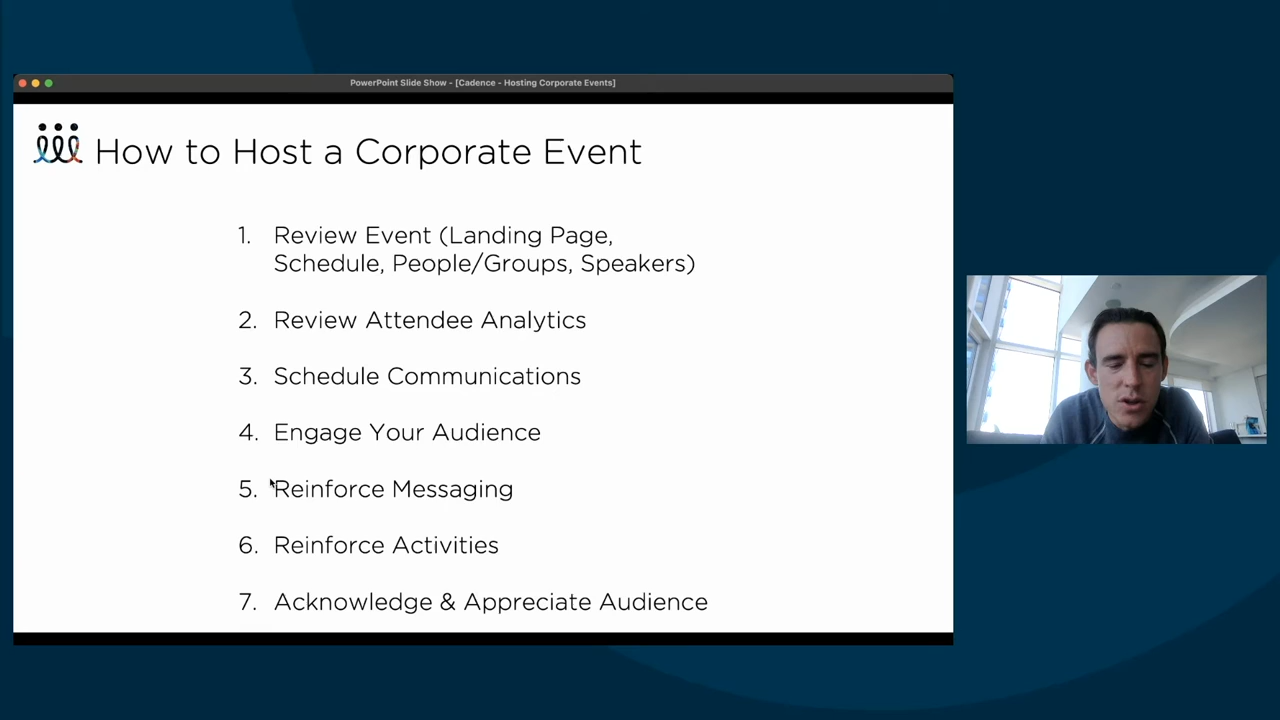 PowerPoint Slide Show - [Cadence - Hosting Corporate Events]
How to Host a Corporate Event
1. Review Event (Landing Page,
Schedule, People/Groups, Speakers)
2. Review Attendee Analytics
3. Schedule Communications
4. Engage Your Audience
5. Reinforce Messaging
6. Reinforce Activities
7. Acknowledge & Appreciate Audience